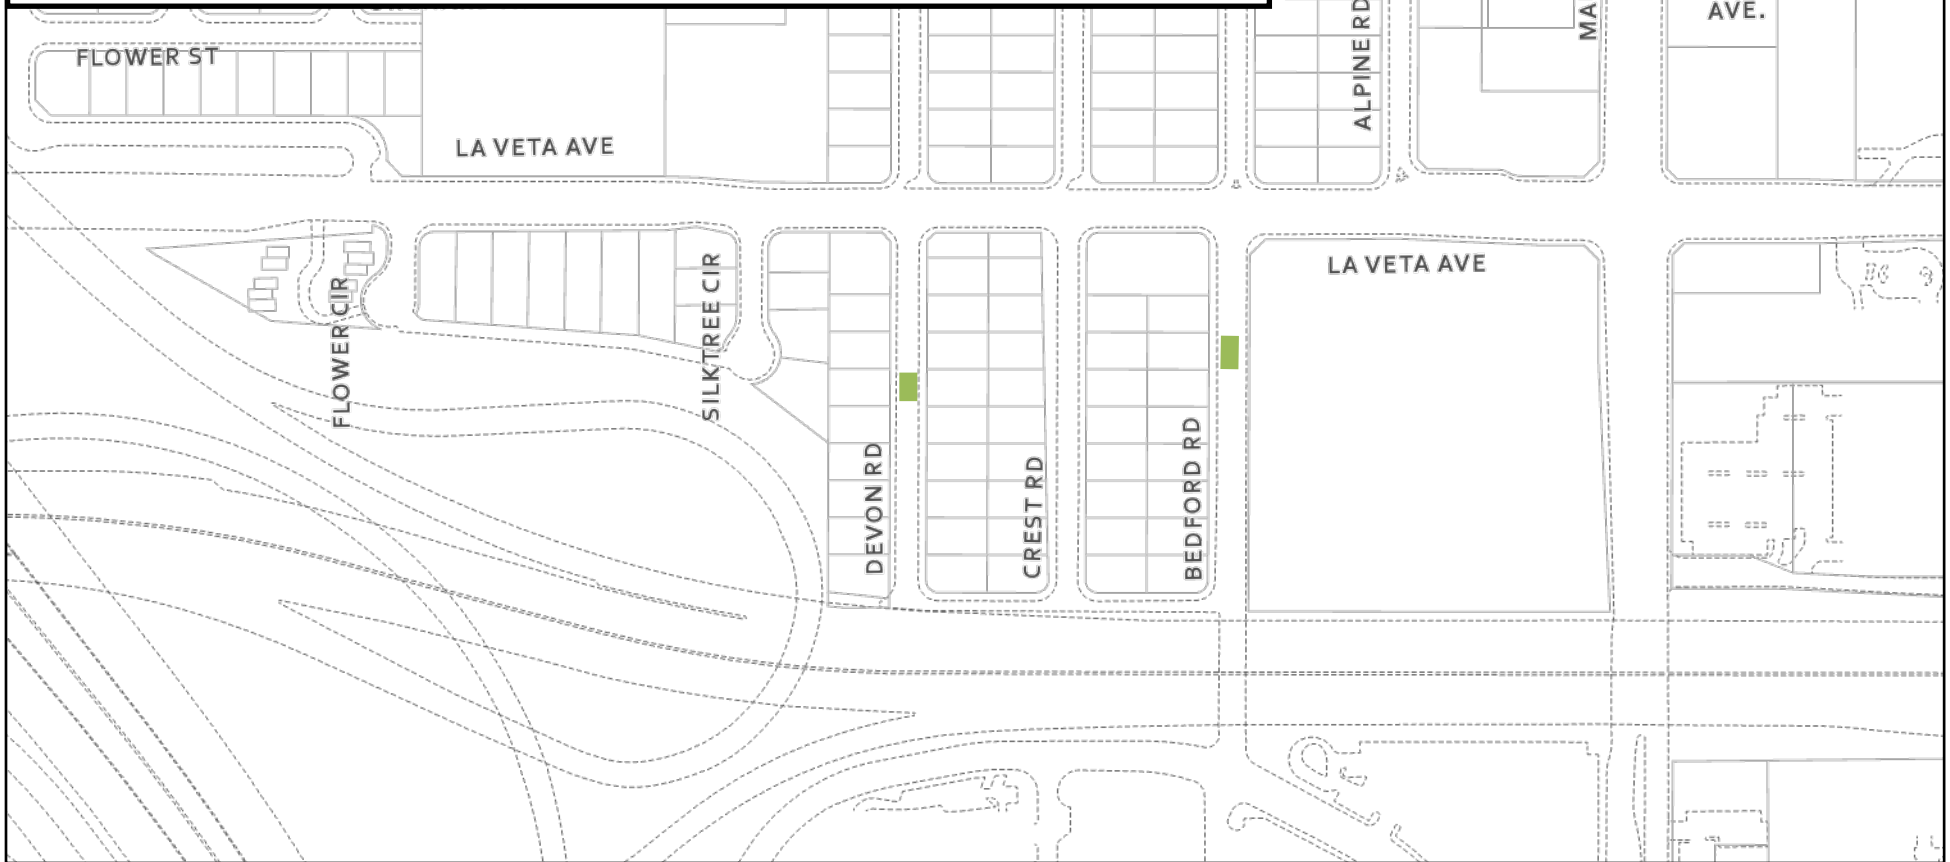 FLOWER ST
LA VETA AVE
ALPINE RD
MA
AVE.
FLOWER CIR
SILKTREE CIR
LA VETA AVE
DEVON RD
CREST RD
BEDFORD RD